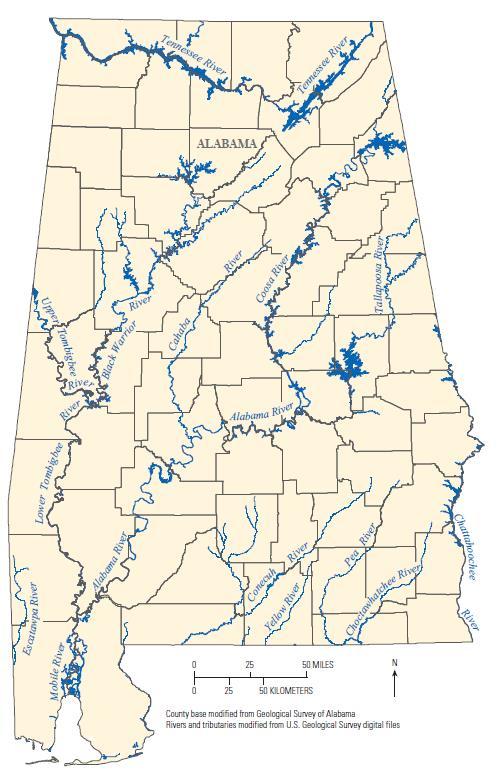 Tennessee River
Tennessee River
ALABAMA
Tallapoosa River
River
Coosa River
Cahaba
River
Black Warrior
Upper
Tombigbee
River
River
Lower Tombigbee
Alabama River
Alabama River
Chattahoochee
River
Pea River
Conecuh River
Choctawhatchee River
Yellow River
Escatawpa River
Mobile River
0 25 50 MILES
0 25 50 KILOMETERS
N
County base modified from Geological Survey of Alabama
Rivers and tributaries modified from U.S. Geological Survey digital files